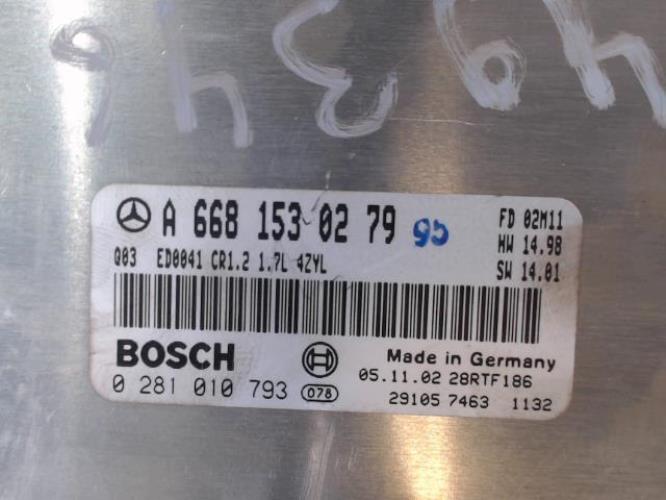 A 668 153 02 79 95
FD 02M11
HW 14.98
Q03 ED0041 CR1.2 1.7L 4ZYL
SW 14.01
BOSCH
Made in Germany
0 281 010 793 078
05.11.02 28RTF186
29105 7463 1132